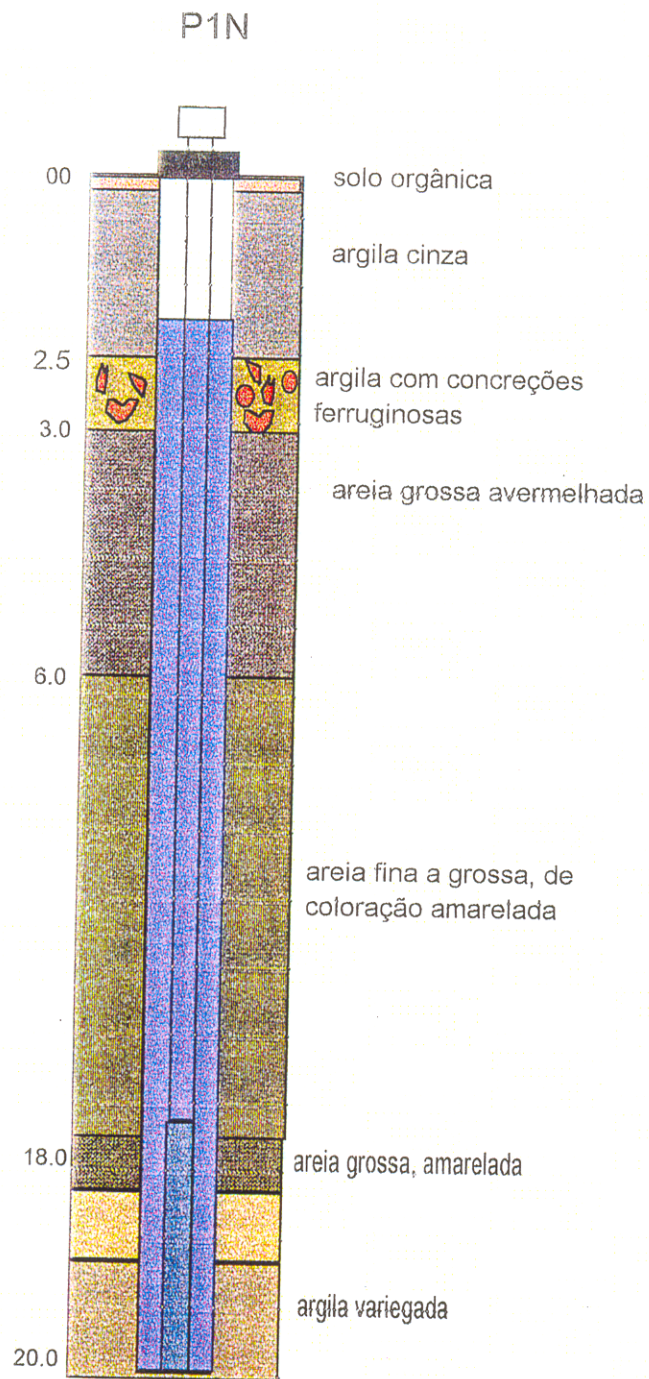 P1N
00
solo orgânica
argila cinza
2.5
argila com concreções
ferruginosas
3.0
areia grossa avermelhada
6.0
areia fina a grossa, de
coloração amarelada
18.0
areia grossa, amarelada
argila variegada
20.0